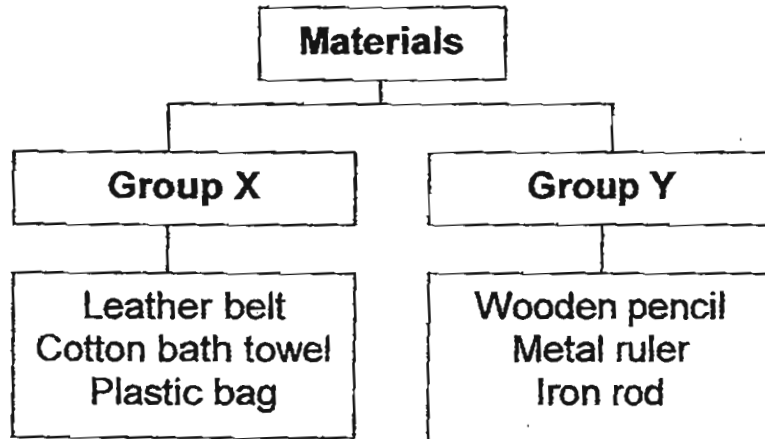 Materials
Group X
Group Y
Leather belt
Cotton bath towel
Plastic bag
Wooden pencil
Metal ruler
Iron rod